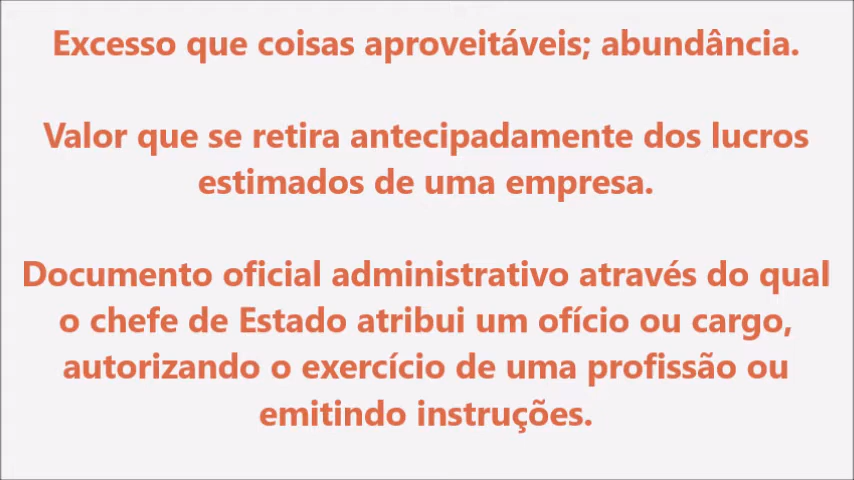 Excesso que coisas aproveitáveis; abundância.
Valor que se retira antecipadamente dos lucros
estimados de uma empresa.
Documento oficial administrativo através do qual
o chefe de Estado atribui um ofício ou cargo,
autorizando o exercício de uma profissão ou
emitindo instruções.